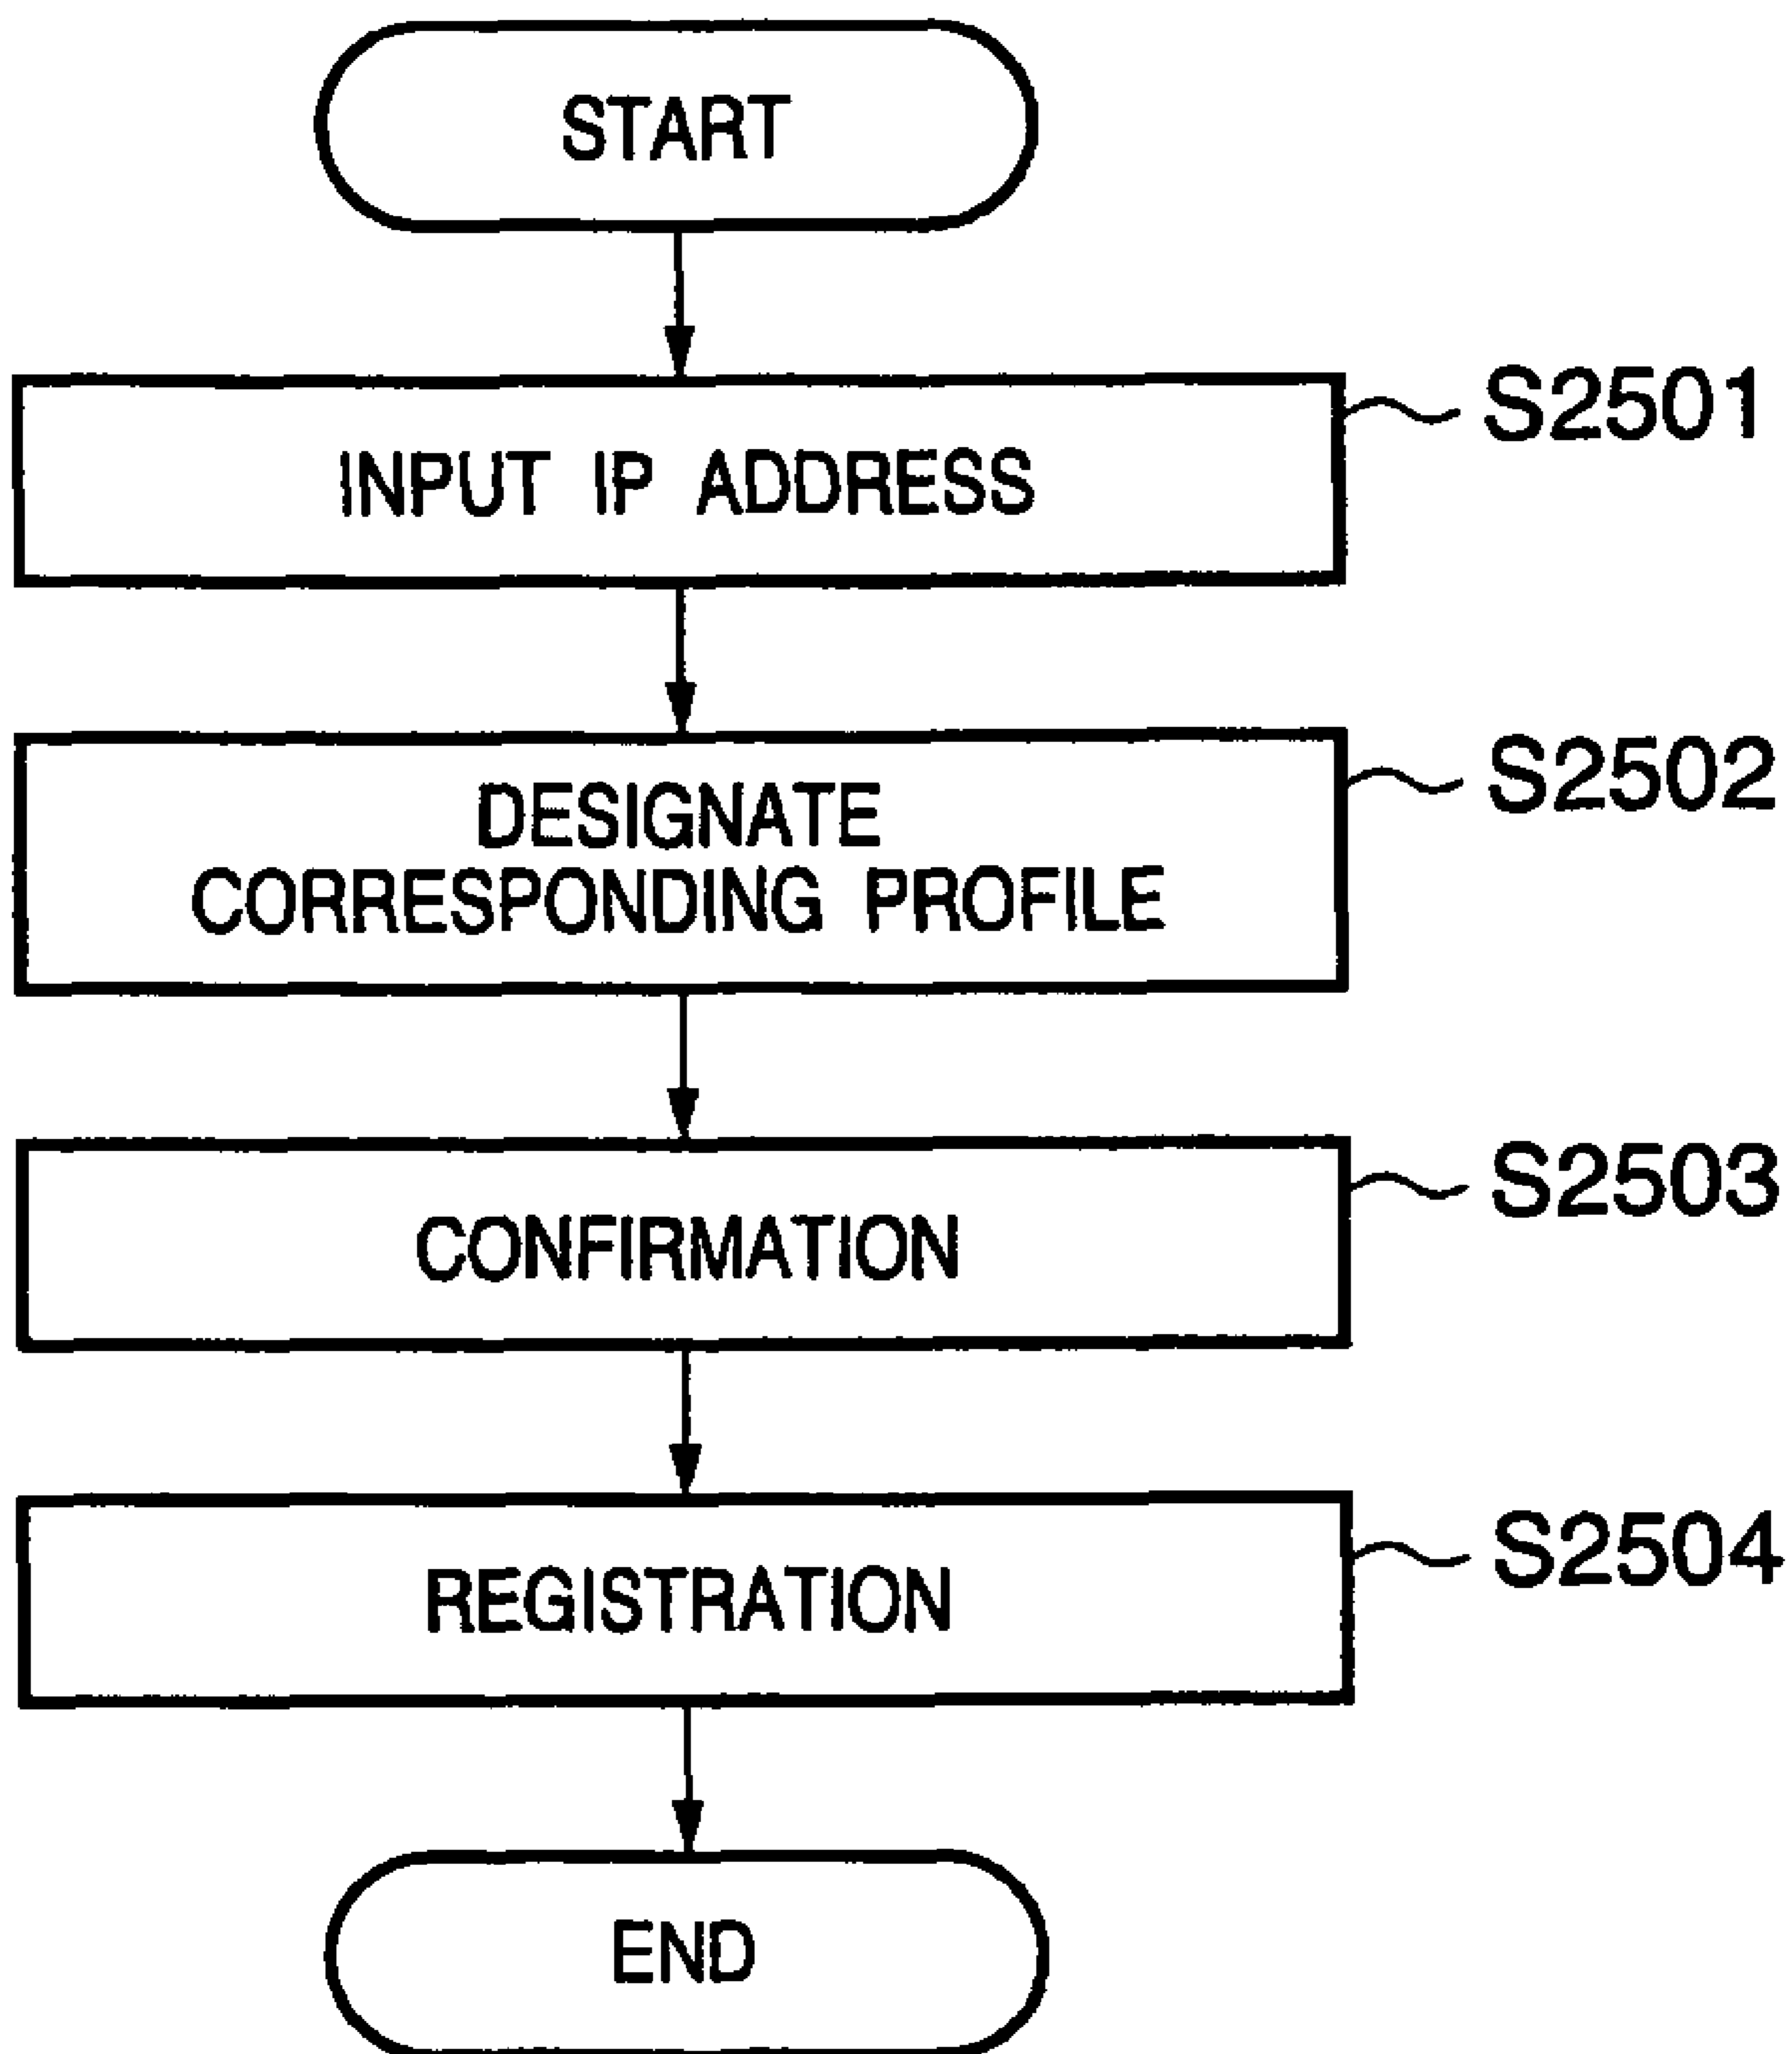 START
INPUT IP ADDRESS
S2501
DESIGNATE
CORRESPONDING PROFILE
S2502
CONFIRMATION
S2503
REGISTRATION
S2504
END